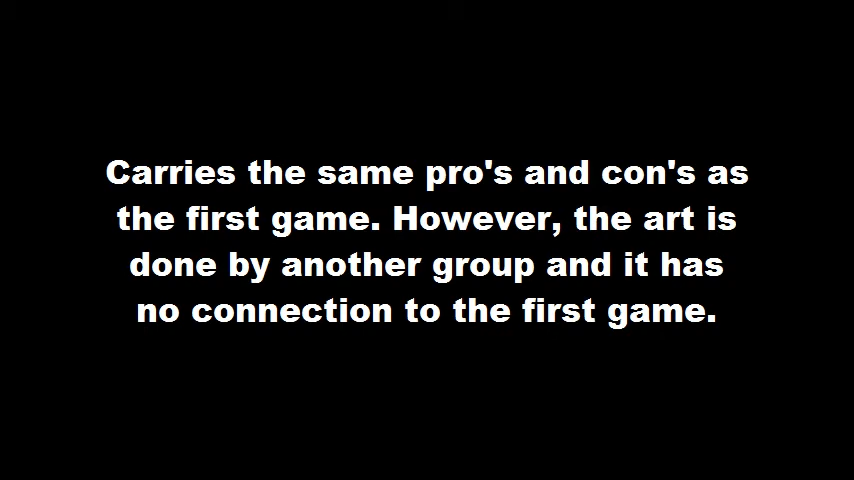 Carries the same pro's and con's as
the first game. However, the art is
done by another group and it has
no connection to the first game.